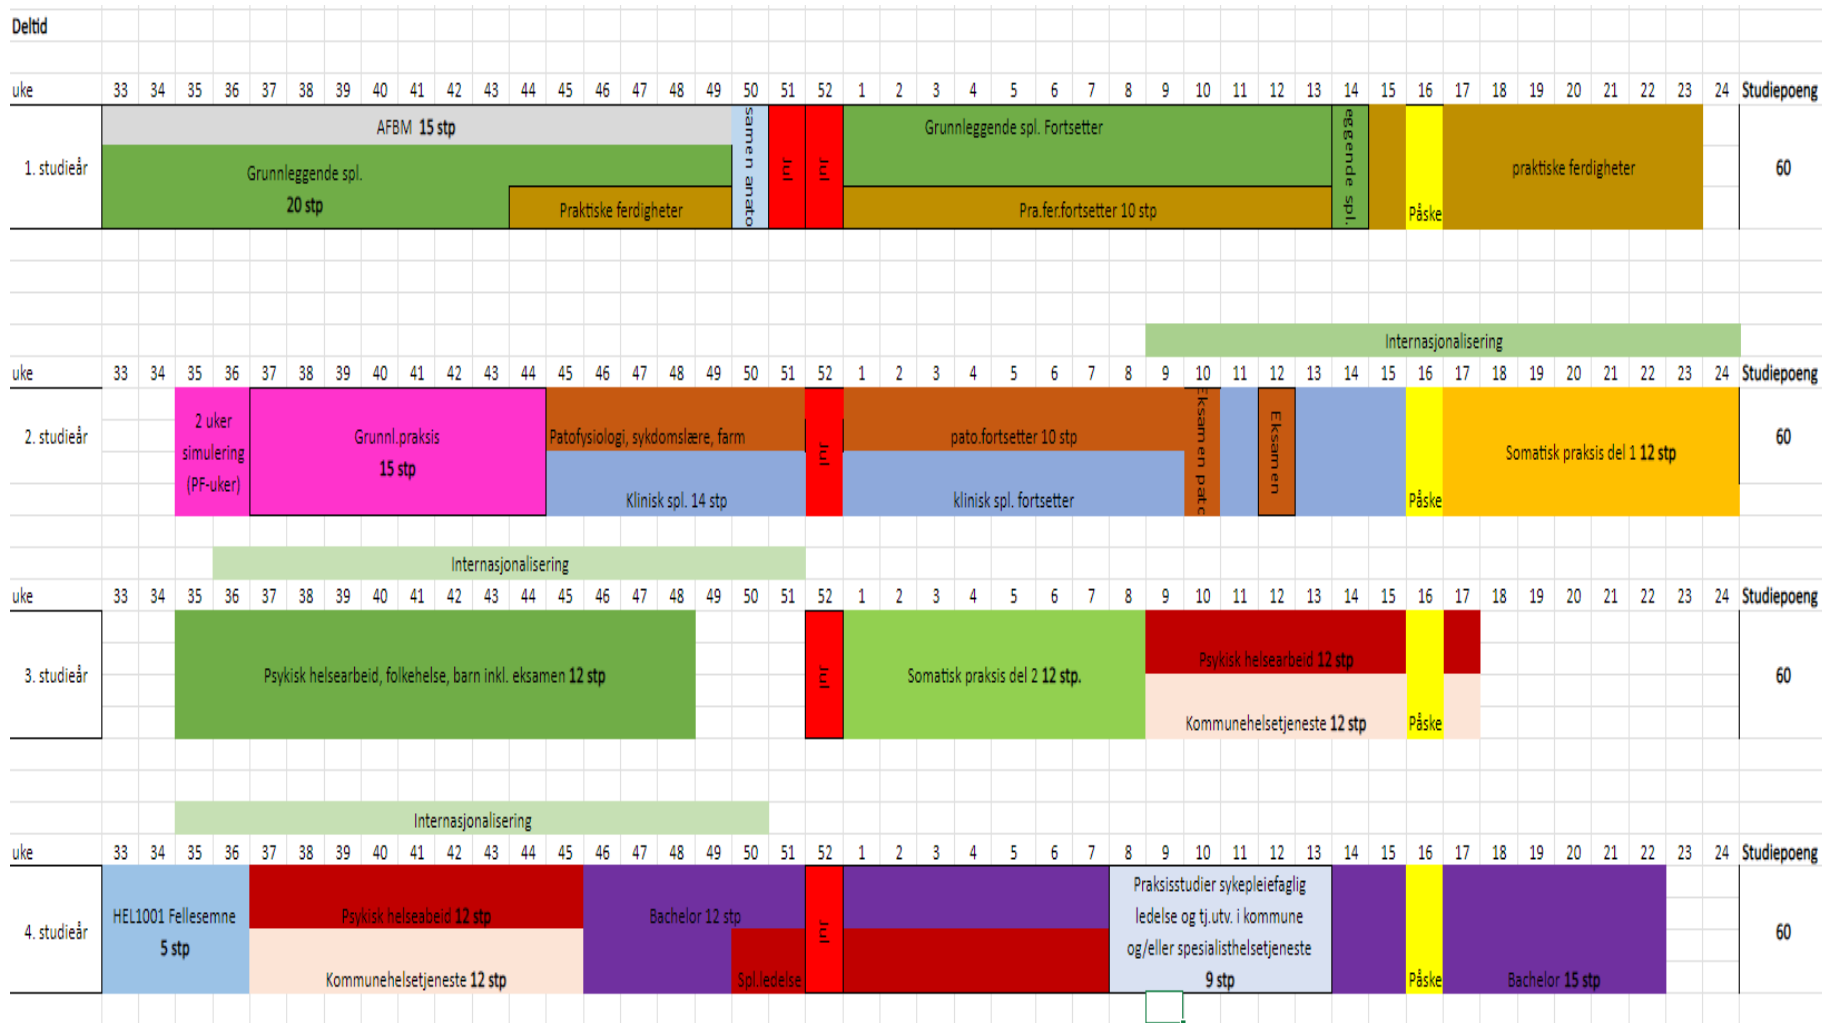 Deltid
uke 33 34 35 36 37 38 39 40 41 42 43 44 45 46 47 48 49 50 51 52 1 2 3 4 5 6 7 8 9 10 11 12 13 14 15 16 17 18 19 20 21 22 23 24 Studiepoeng
1. studieår
AFBM 15 stp
Grunnleggende spl.
20 stp
Praktiske ferdigheter
samen anato
Jul
Jul
Grunnleggende spl. Fortsetter
Pra.fer.fortsetter 10 stp
eggende spl.
Påske
praktiske ferdigheter
60
Internasjonalisering
uke 33 34 35 36 37 38 39 40 41 42 43 44 45 46 47 48 49 50 51 52 1 2 3 4 5 6 7 8 9 10 11 12 13 14 15 16 17 18 19 20 21 22 23 24 Studiepoeng
2. studieår
2 uker
simulering
(PF-uker)
Grunnl.praksis
15 stp
Patofysiologi, sykdomslære, farm
Klinisk spl. 14 stp
Jul
pato.fortsetter 10 stp
klinisk spl. fortsetter
Eksamen pato
Eksamen
Påske
Somatisk praksis del 1 12 stp
60
Internasjonalisering
uke 33 34 35 36 37 38 39 40 41 42 43 44 45 46 47 48 49 50 51 52 1 2 3 4 5 6 7 8 9 10 11 12 13 14 15 16 17 18 19 20 21 22 23 24 Studiepoeng
3. studieår
Psykisk helsearbeid, folkehelse, barn inkl. eksamen 12 stp
Jul
Somatisk praksis del 2 12 stp.
Psykisk helsearbeid 12 stp
Kommunehelsetjeneste 12 stp
Påske
60
Internasjonalisering
uke 33 34 35 36 37 38 39 40 41 42 43 44 45 46 47 48 49 50 51 52 1 2 3 4 5 6 7 8 9 10 11 12 13 14 15 16 17 18 19 20 21 22 23 24 Studiepoeng
4. studieår
HEL1001 Fellesemne
5 stp
Psykisk helseabeid 12 stp
Kommunehelsetjeneste 12 stp
Bachelor 12 stp
Spl.ledelse
Jul
Praksisstudier sykepleiefaglig
ledelse og tj.utv. i kommune
og/eller spesialisthelsetjeneste
9 stp
Påske
Bachelor 15 stp
60